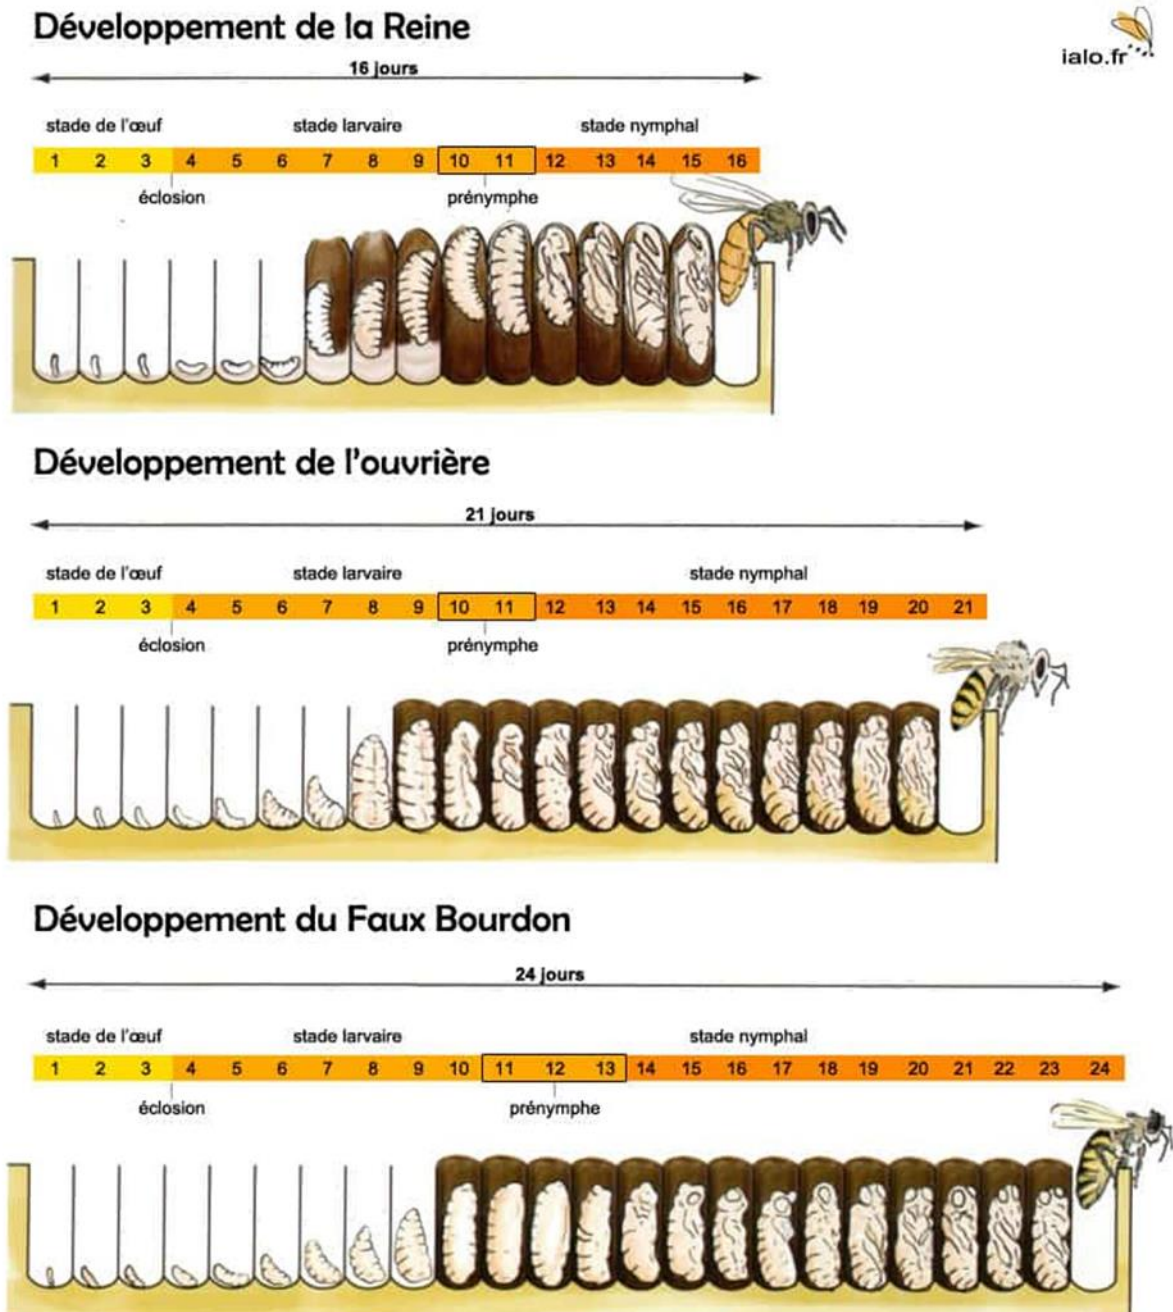 Développement de la Reine
ialo.fr
16 jours
stade de l'œuf stade larvaire stade nymphal
1 2 3 4 5 6 7 8 9 10 11 12 13 14 15 16
éclosion prénymphe
Développement de l'ouvrière
21 jours
stade de l'œuf stade larvaire stade nymphal
1 2 3 4 5 6 7 8 9 10 11 12 13 14 15 16 17 18 19 20 21
éclosion prénymphe
Développement du Faux Bourdon
24 jours
stade de l'œuf stade larvaire stade nymphal
1 2 3 4 5 6 7 8 9 10 11 12 13 14 15 16 17 18 19 20 21 22 23 24
éclosion prénymphe